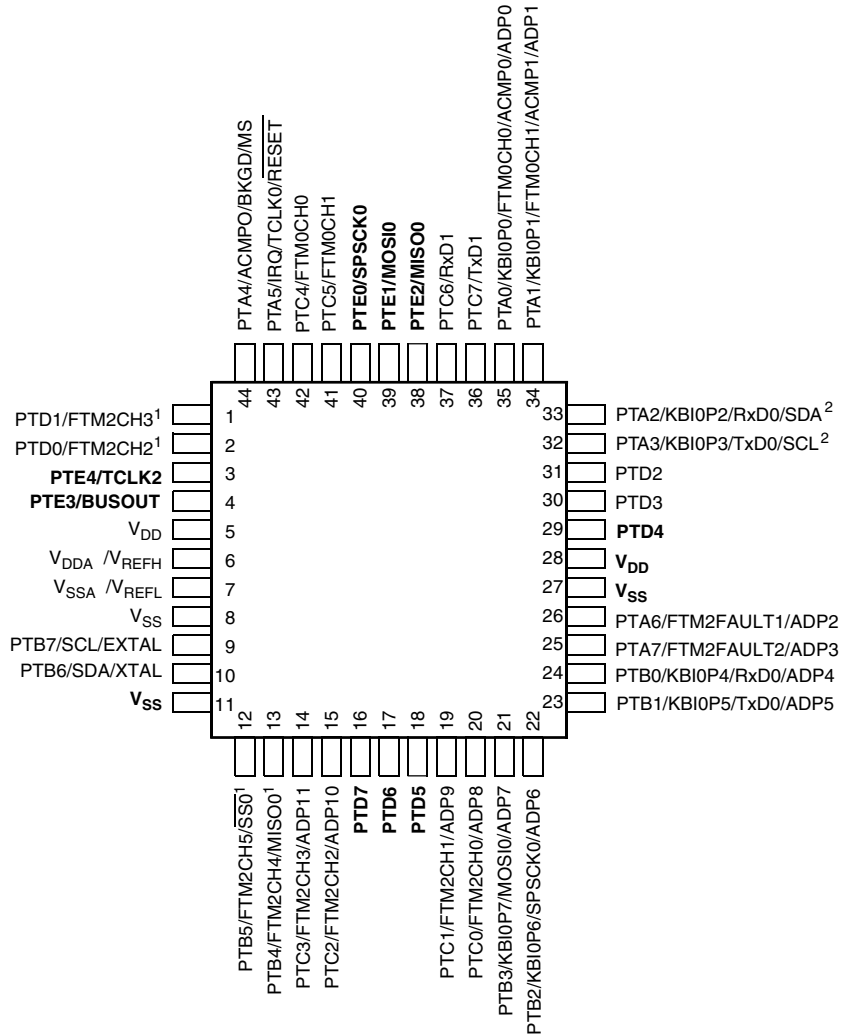 PTA4/ACMPO/BKGD/MS
PTA5/IRQ/TCLK0/RESET
PTC4/FTM0CH0
PTC5/FTM0CH1
PTE0/SPSCK0
PTE1/MOSI0
PTE2/MISO0
PTC6/RxD1
PTC7/TxD1
PTA0/KBI0P0/FTM0CH0/ACMP0/ADP0
PTA1/KBI0P1/FTM0CH1/ACMP1/ADP1
44
43
42
41
40
39
38
37
36
35
34
PTD1/FTM2CH3¹ 1
PTD0/FTM2CH2¹ 2
PTE4/TCLK2 3
PTE3/BUSOUT 4
VDD 5
VDDA /VREFH 6
VSSA /VREFL 7
VSS 8
PTB7/SCL/EXTAL 9
PTB6/SDA/XTAL 10
VSS 11
33 PTA2/KBI0P2/RxD0/SDA²
32 PTA3/KBI0P3/TxD0/SCL²
31 PTD2
30 PTD3
29 PTD4
28 VDD
27 VSS
26 PTA6/FTM2FAULT1/ADP2
25 PTA7/FTM2FAULT2/ADP3
24 PTB0/KBI0P4/RxD0/ADP4
23 PTB1/KBI0P5/TxD0/ADP5
12
13
14
15
16
17
18
19
20
21
22
PTB5/FTM2CH5/SS0¹
PTB4/FTM2CH4/MISO0¹
PTC3/FTM2CH3/ADP11
PTC2/FTM2CH2/ADP10
PTD7
PTD6
PTD5
PTC1/FTM2CH1/ADP9
PTC0/FTM2CH0/ADP8
PTB3/KBI0P7/MOSI0/ADP7
PTB2/KBI0P6/SPSCK0/ADP6